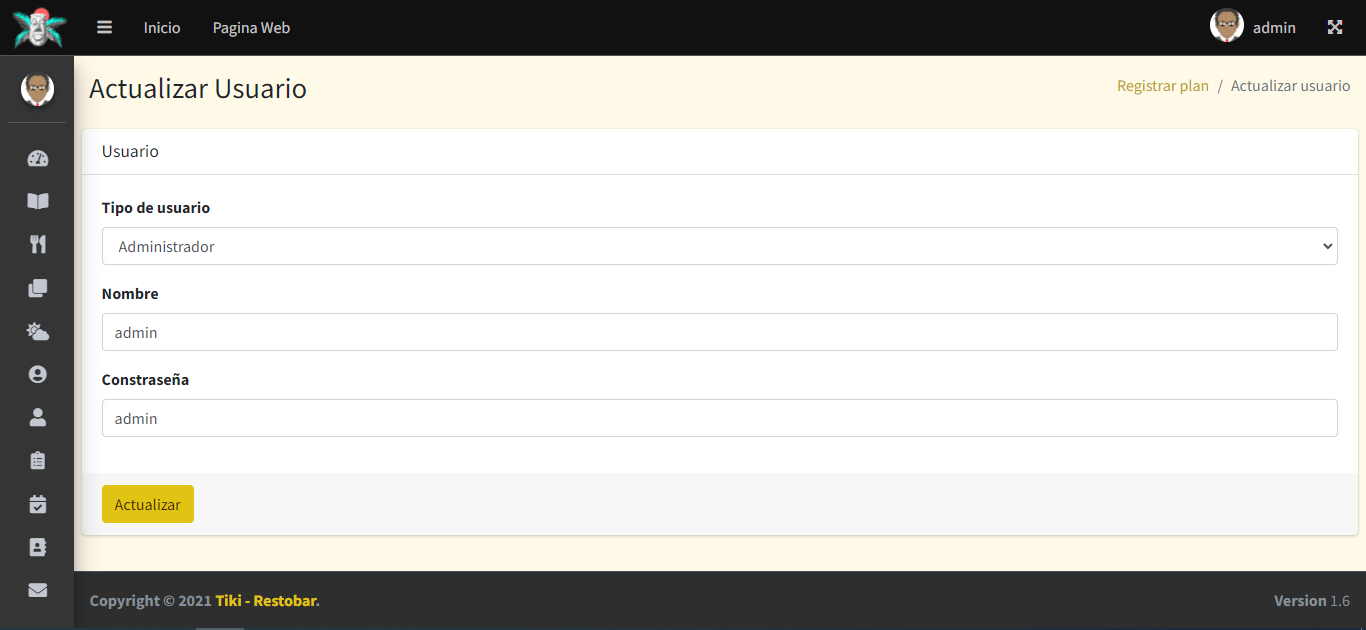 Inicio Pagina Web admin
Actualizar Usuario
Registrar plan / Actualizar usuario
Usuario
Tipo de usuario
Administrador
Nombre
admin
Constraseña
admin
Actualizar
Copyright © 2021 Tiki - Restobar.
Version 1.6